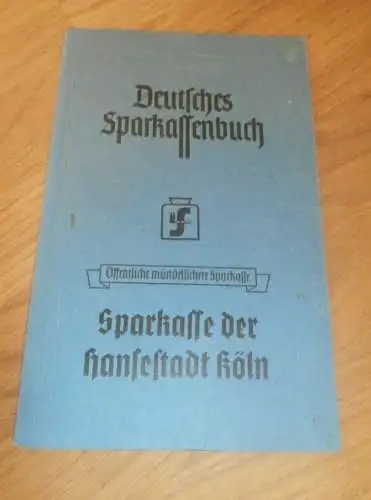 Deutſches
Sparkaſſenbuch
Öffentliche mündelſichere Sparkaſſe
Sparkaſſe der
Hanſeſtadt Köln